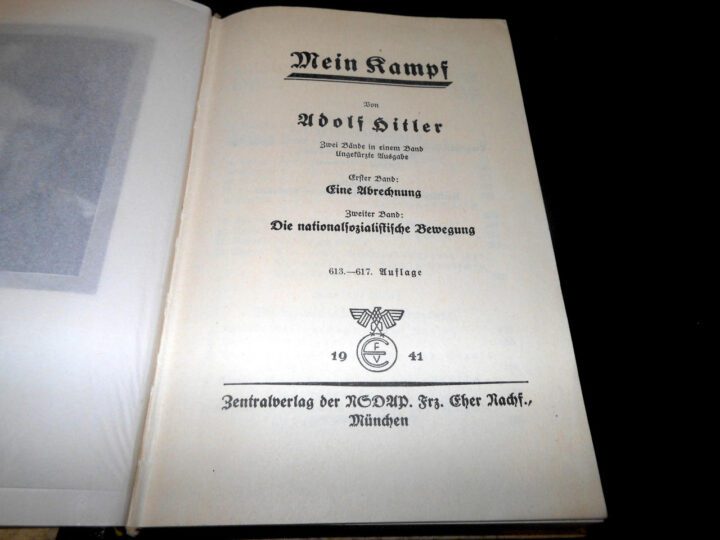 Mein Kampf
Von
Adolf Hitler
Zwei Bände in einem Band
Ungekürzte Ausgabe
Erster Band:
Eine Abrechnung
Zweiter Band:
Die nationalsozialistische Bewegung
613.—617. Auflage
F
E
V
19 41
Zentralverlag der NSDAP. Frz. Eher Nachf.,
München